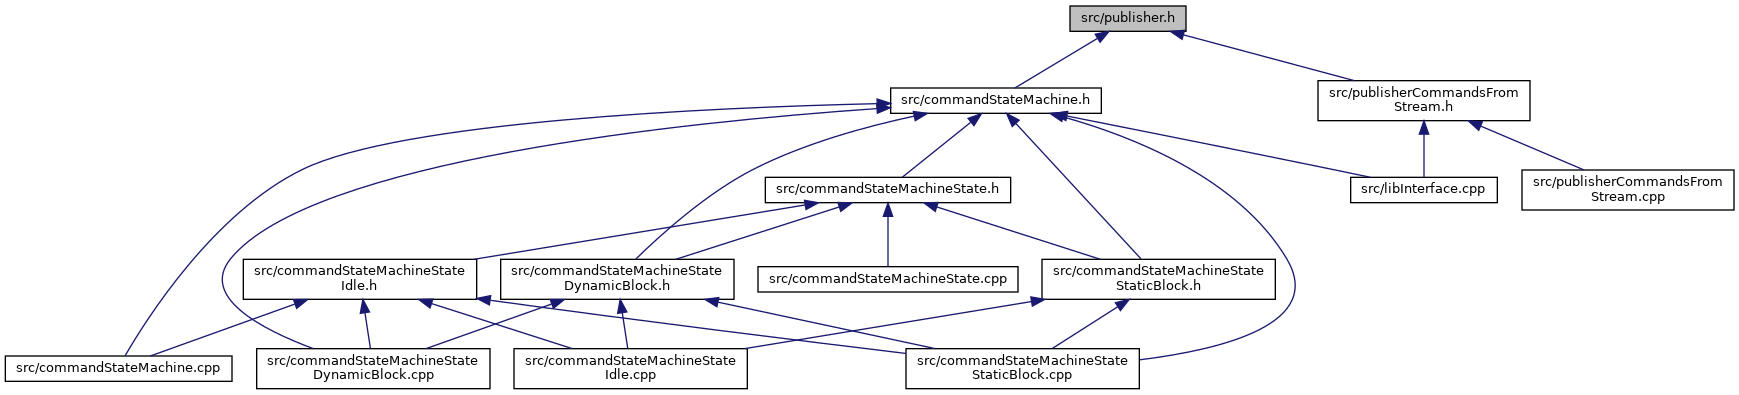 src/publisher.h
src/commandStateMachine.h
src/publisherCommandsFrom
Stream.h
src/commandStateMachineState.h
src/libInterface.cpp
src/publisherCommandsFrom
Stream.cpp
src/commandStateMachineState
Idle.h
src/commandStateMachineState
DynamicBlock.h
src/commandStateMachineState.cpp
src/commandStateMachineState
StaticBlock.h
src/commandStateMachine.cpp
src/commandStateMachineState
DynamicBlock.cpp
src/commandStateMachineState
Idle.cpp
src/commandStateMachineState
StaticBlock.cpp